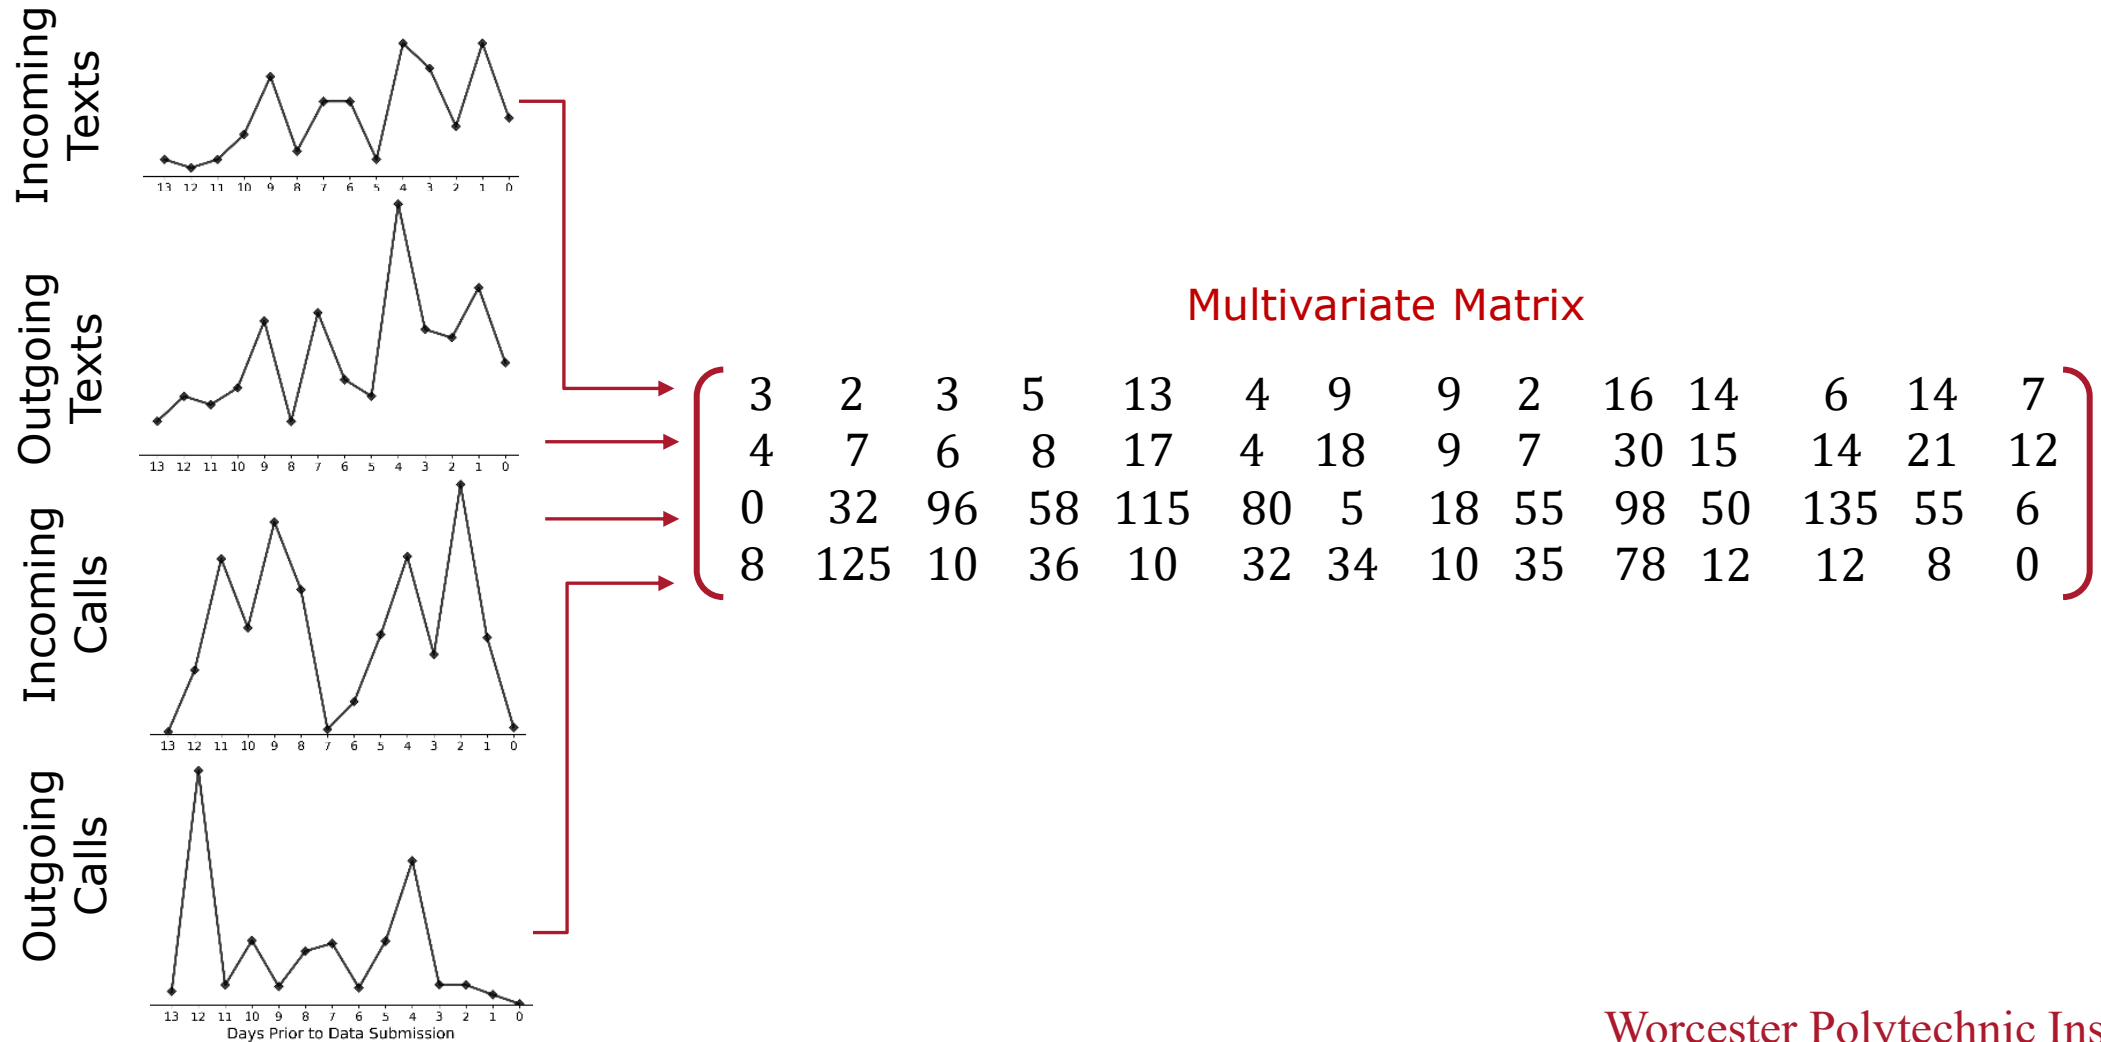 Incoming
Texts
13 12 11 10 9 8 7 6 5 4 3 2 1 0
Outgoing
Texts
13 12 11 10 9 8 7 6 5 4 3 2 1 0
Incoming
Calls
13 12 11 10 9 8 7 6 5 4 3 2 1 0
Outgoing
Calls
13 12 11 10 9 8 7 6 5 4 3 2 1 0
Days Prior to Data Submission
Multivariate Matrix
3 2 3 5 13 4 9 9 2 16 14 6 14 7
4 7 6 8 17 4 18 9 7 30 15 14 21 12
0 32 96 58 115 80 5 18 55 98 50 135 55 6
8 125 10 36 10 32 34 10 35 78 12 12 8 0
Worcester Polytechnic Ins